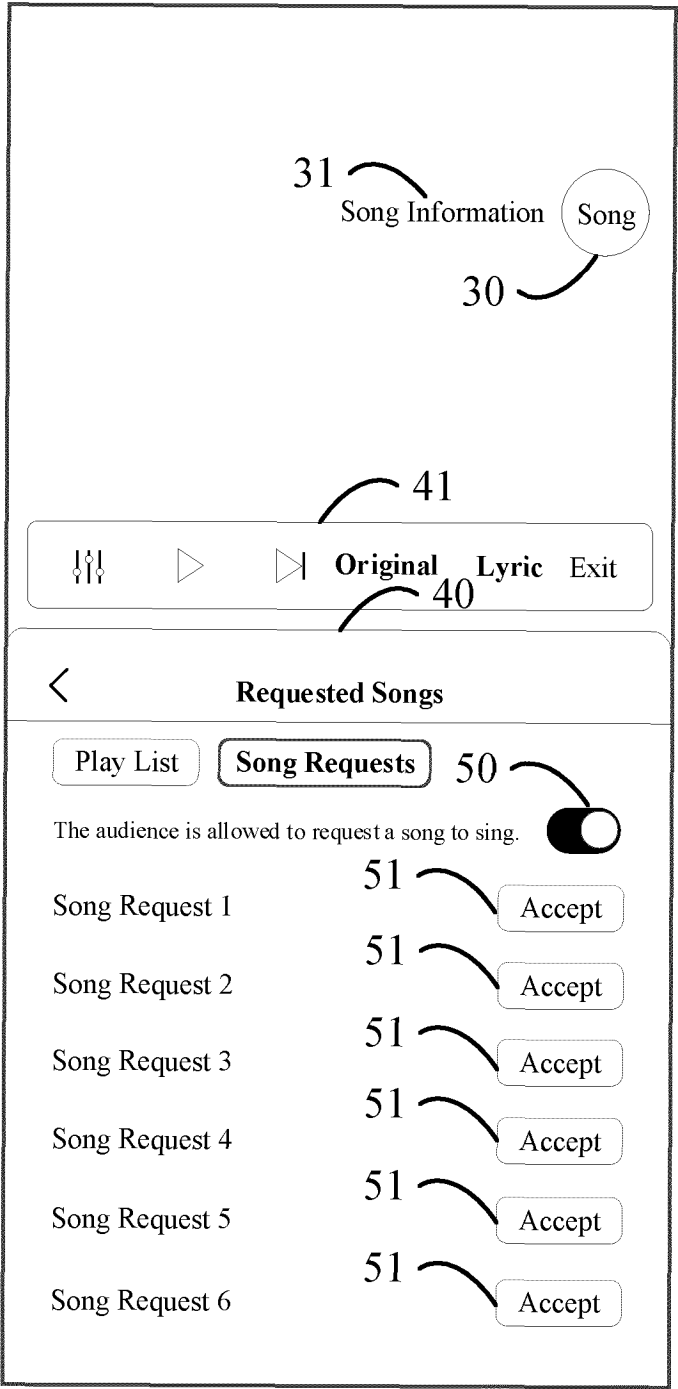 31
Song Information
Song
30
41
Original Lyric Exit
40
Requested Songs
Play List Song Requests 50
The audience is allowed to request a song to sing.
51
Song Request 1 Accept
51
Song Request 2 Accept
51
Song Request 3 Accept
51
Song Request 4 Accept
51
Song Request 5 Accept
51
Song Request 6 Accept